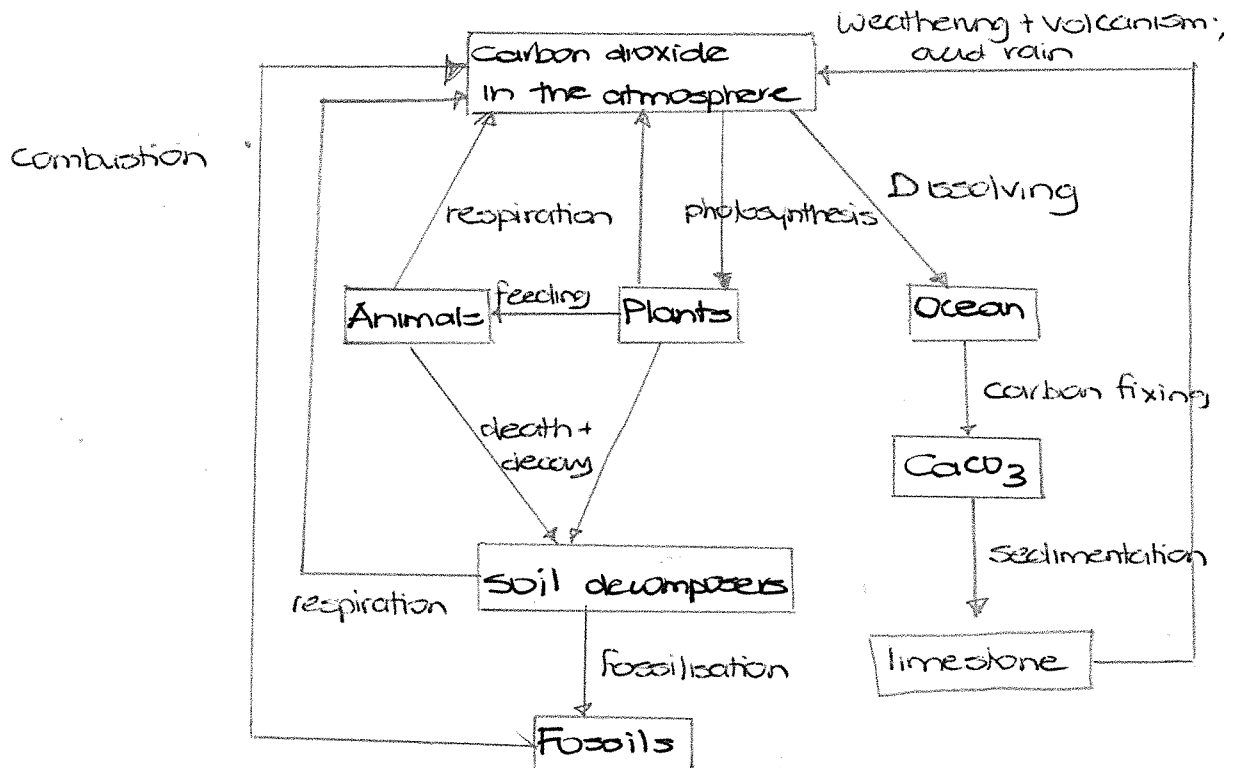 weathering + volcanism;
acid rain
carbon dioxide
in the atmosphere
combustion
respiration
photosynthesis
Dissolving
Animals
feeding
Plants
Ocean
carbon fixing
death +
decay
CaCO3
sedimentation
soil decomposers
respiration
fossilisation
limestone
Fossils